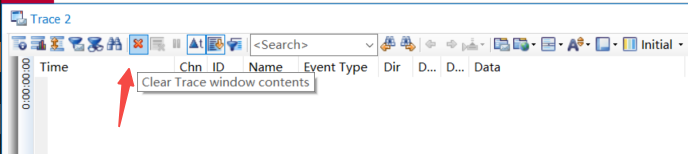 Trace 2
<Search>
Initial
Time Chn ID Name Event Type Dir D... D... Data
Clear Trace window contents
0:00:00:00